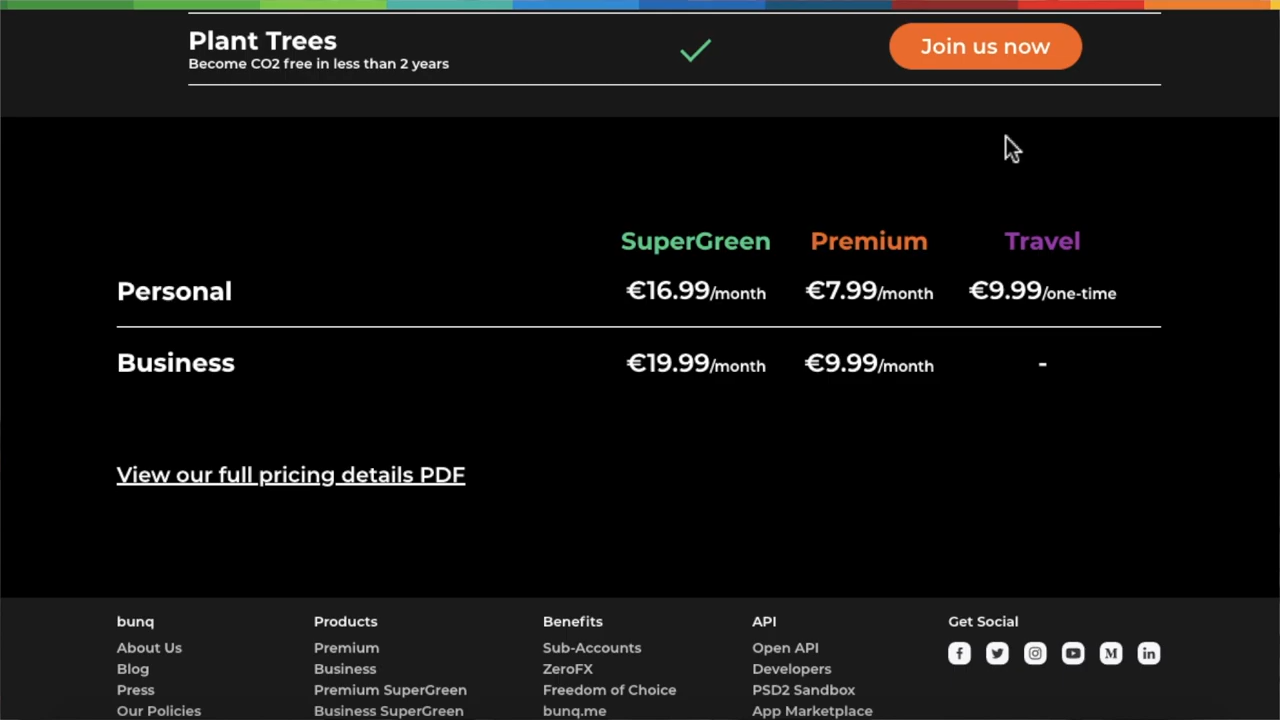 Plant Trees
Become CO2 free in less than 2 years
Join us now
SuperGreen Premium Travel
Personal €16.99/month €7.99/month €9.99/one-time
Business €19.99/month €9.99/month -
View our full pricing details PDF
bunq Products Benefits API Get Social
About Us Premium Sub-Accounts Open API
Blog Business ZeroFX Developers
Press Premium SuperGreen Freedom of Choice PSD2 Sandbox
Our Policies Business SuperGreen bunq.me App Marketplace